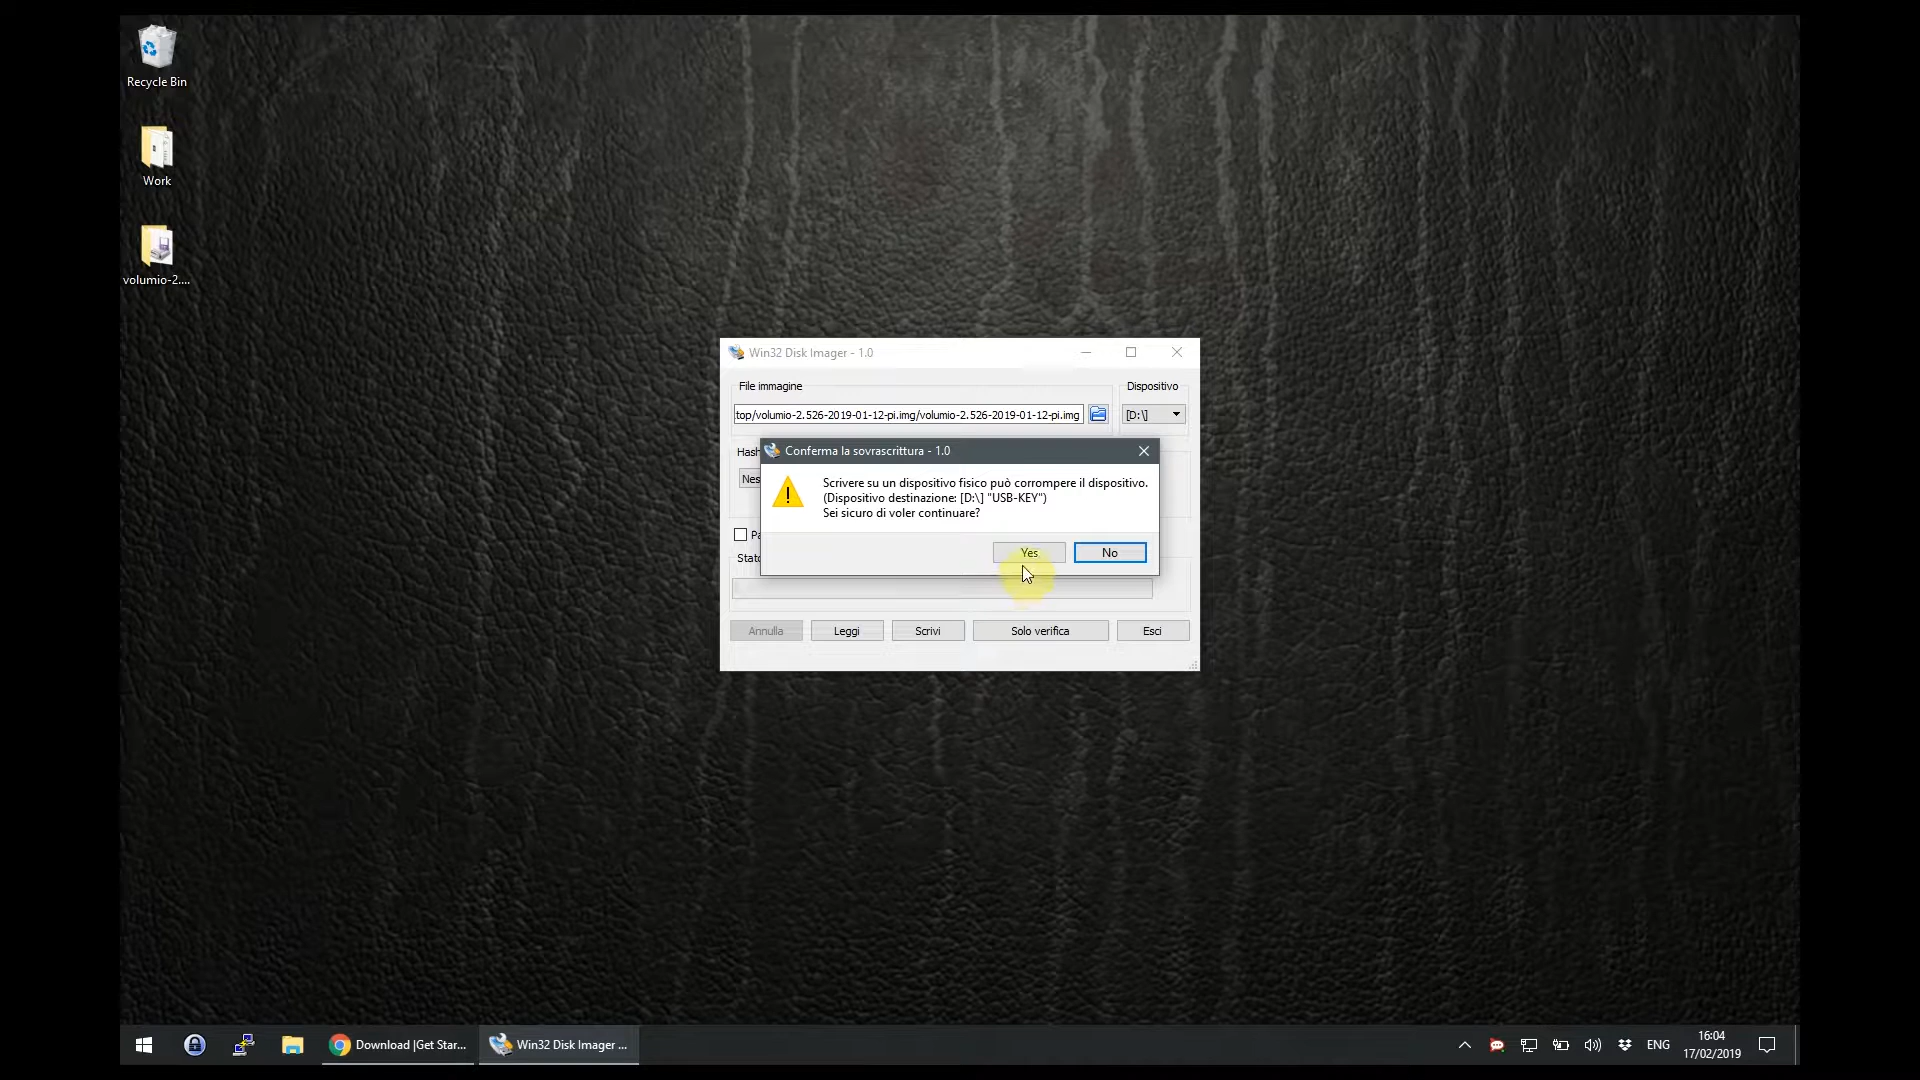 Recycle Bin
Work
volumio-2....
Win32 Disk Imager - 1.0
File immagine
Dispositivo
top/volumio-2.526-2019-01-12-pi.img/volumio-2.526-2019-01-12-pi.img
[D:\]
Hash
Conferma la sovrascrittura - 1.0
Nes
Scrivere su un dispositivo fisico può corrompere il dispositivo.
(Dispositivo destinazione: [D:\] "USB-KEY")
Sei sicuro di voler continuare?
Pa
Stato
Yes
No
Annulla
Leggi
Scrivi
Solo verifica
Esci
Download |Get Star...
Win32 Disk Imager ...
ENG
16:04
17/02/2019